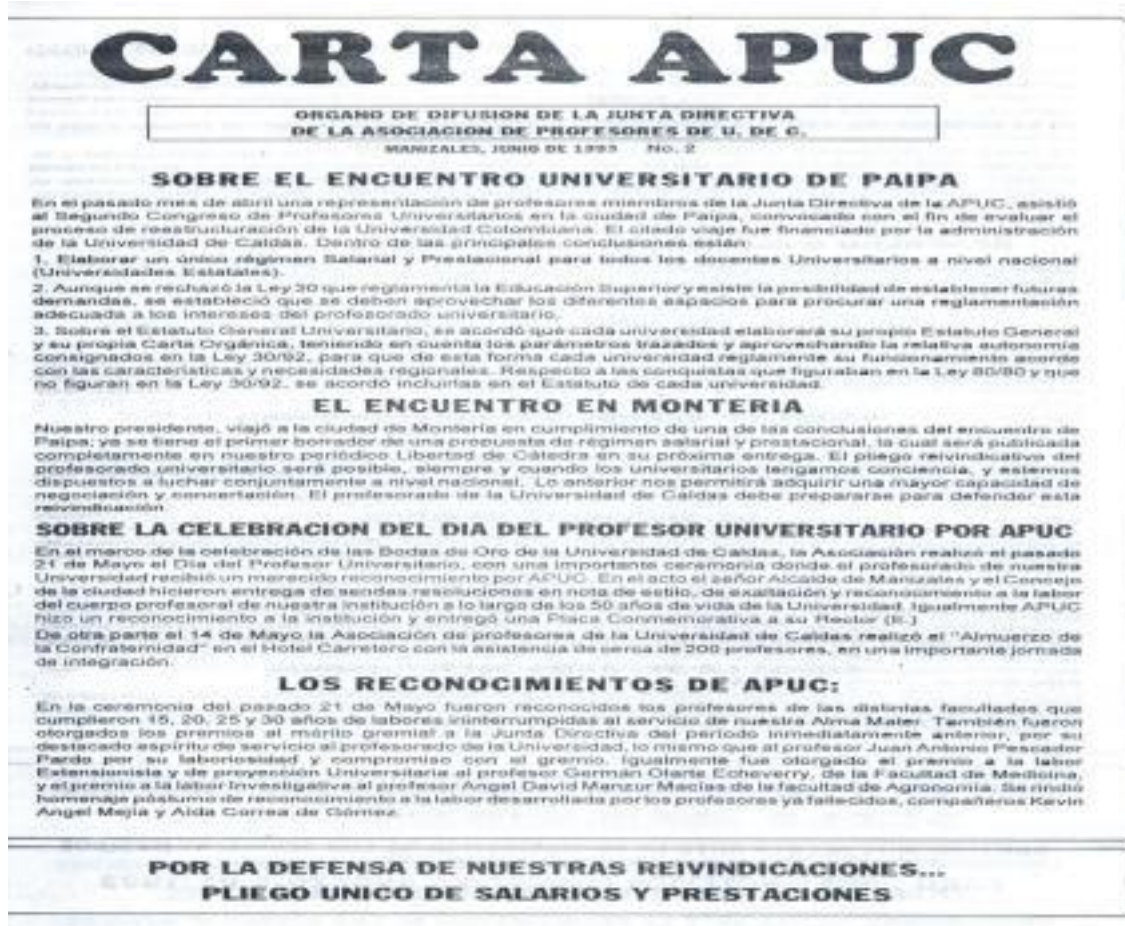 CARTA APUC
ORGANO DE DIFUSION DE LA JUNTA DIRECTIVA
DE LA ASOCIACION DE PROFESORES DE U. DE C.
MANIZALES, JUNIO DE 1993 No. 2
SOBRE EL ENCUENTRO UNIVERSITARIO DE PAIPA
En el pasado mes de abril una representación de profesores miembros de la Junta Directiva de la APUC, asistió
al Segundo Congreso de Profesores Universitarios en la ciudad de Paipa, convocado con el fin de evaluar el
proceso de reestructuración de la Universidad Colombiana. El citado viaje fue financiado por la administración
de la Universidad de Caldas. Dentro de las principales conclusiones están:
1. Elaborar un único régimen Salarial y Prestacional para todos los docentes Universitarios a nivel nacional
(Universidades Estatales).
2. Aunque se rechazó la Ley 30 que reglamenta la Educación Superior y existe la posibilidad de establecer futuras
demandas, se estableció que se deben aprovechar los diferentes espacios para procurar una reglamentación
adecuada a los intereses del profesorado universitario.
3. Sobre el Estatuto General Universitario, se acordó que cada universidad elaborará su propio Estatuto General
y su propia Carta Orgánica, teniendo en cuenta los parámetros trazados y aprovechando la relativa autonomía
consignados en la Ley 30/92, para que de esta forma cada universidad reglamente su funcionamiento acorde
con las características y necesidades regionales. Respecto a las conquistas que figuraban en la Ley 80/80 y que
no figuran en la Ley 30/92, se acordó incluirlas en el Estatuto de cada universidad.
EL ENCUENTRO EN MONTERIA
Nuestro presidente, viajó a la ciudad de Montería en cumplimiento de una de las conclusiones del encuentro de
Paipa; ya se tiene el primer borrador de una propuesta de régimen salarial y prestacional, la cual será publicada
completamente en nuestro periódico Libertad de Cátedra en su próxima entrega. El pliego reivindicativo del
profesorado universitario será posible, siempre y cuando los universitarios tengamos conciencia, y estemos
dispuestos a luchar conjuntamente a nivel nacional. Lo anterior nos permitirá adquirir una mayor capacidad de
negociación y concertación. El profesorado de la Universidad de Caldas debe prepararse para defender esta
reivindicación.
SOBRE LA CELEBRACION DEL DIA DEL PROFESOR UNIVERSITARIO POR APUC
En el marco de la celebración de las Bodas de Oro de la Universidad de Caldas, la Asociación realizó el pasado
21 de Mayo el Día del Profesor Universitario, con una importante ceremonia donde el profesorado de nuestra
Universidad recibió un merecido reconocimiento por APUC. En el acto el señor Alcalde de Manizales y el Concejo
de la ciudad hicieron entrega de sendas resoluciones en nota de estilo, de exaltación y reconocimiento a la labor
del cuerpo profesoral de nuestra institución a lo largo de los 50 años de vida de la Universidad. Igualmente APUC
hizo un reconocimiento a la institución y entregó una Placa Conmemorativa a su Rector (E.)
De otra parte el 14 de Mayo la Asociación de profesores de la Universidad de Caldas realizó el "Almuerzo de
la Confraternidad" en el Hotel Carretero con la asistencia de cerca de 200 profesores, en una importante jornada
de integración.
LOS RECONOCIMIENTOS DE APUC:
En la ceremonia del pasado 21 de Mayo fueron reconocidos los profesores de las distintas facultades que
cumplieron 15, 20, 25 y 30 años de labores ininterrumpidas al servicio de nuestra Alma Mater. También fueron
otorgados los premios al mérito gremial a la Junta Directiva del período inmediatamente anterior, por su
destacado espíritu de servicio al profesorado de la Universidad, lo mismo que al profesor Juan Antonio Pescador
Pardo por su laboriosidad y compromiso con el gremio. Igualmente fue otorgado el premio a la labor
Extensionista y de proyección Universitaria al profesor Germán Olarte Echeverry, de la Facultad de Medicina,
y el premio a la labor Investigativa al profesor Angel David Manzur Macías de la facultad de Agronomía. Se rindió
homenaje póstumo de reconocimiento a la labor desarrollada por los profesores ya fallecidos, compañeros Kevin
Angel Mejía y Aida Correa de Gómez.
POR LA DEFENSA DE NUESTRAS REIVINDICACIONES...
PLIEGO UNICO DE SALARIOS Y PRESTACIONES